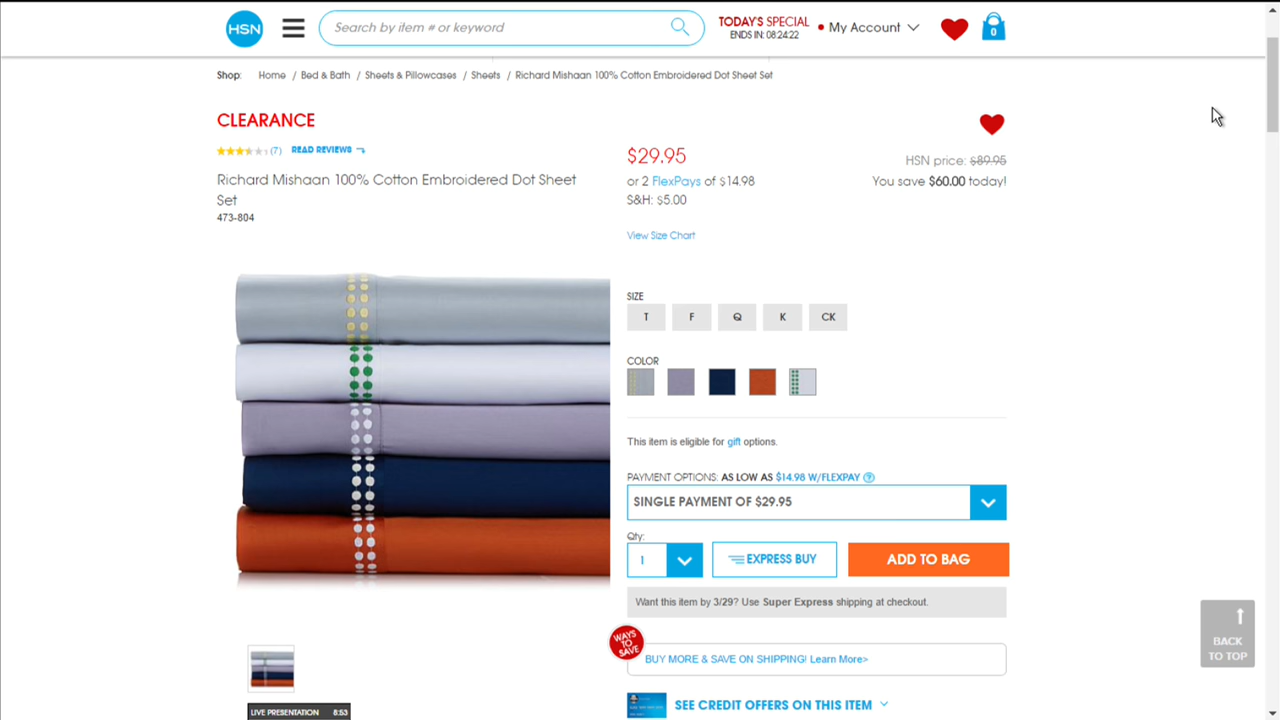 HSN
Search by item # or keyword
TODAY'S SPECIAL
ENDS IN: 08:24:22
My Account
0
Shop: Home / Bed & Bath / Sheets & Pillowcases / Sheets / Richard Mishaan 100% Cotton Embroidered Dot Sheet Set
CLEARANCE
(7) READ REVIEWS
Richard Mishaan 100% Cotton Embroidered Dot Sheet
Set
473-804
$29.95
HSN price: $89.95
or 2 FlexPays of $14.98
You save $60.00 today!
S&H: $5.00
View Size Chart
SIZE
T F Q K CK
COLOR
This item is eligible for gift options.
PAYMENT OPTIONS: AS LOW AS $14.98 W/FLEXPAY ?
SINGLE PAYMENT OF $29.95
Qty:
1
EXPRESS BUY
ADD TO BAG
Want this item by 3/29? Use Super Express shipping at checkout.
WAYS
TO
SAVE
BUY MORE & SAVE ON SHIPPING! Learn More>
SEE CREDIT OFFERS ON THIS ITEM
LIVE PRESENTATION 8:53
BACK
TO TOP